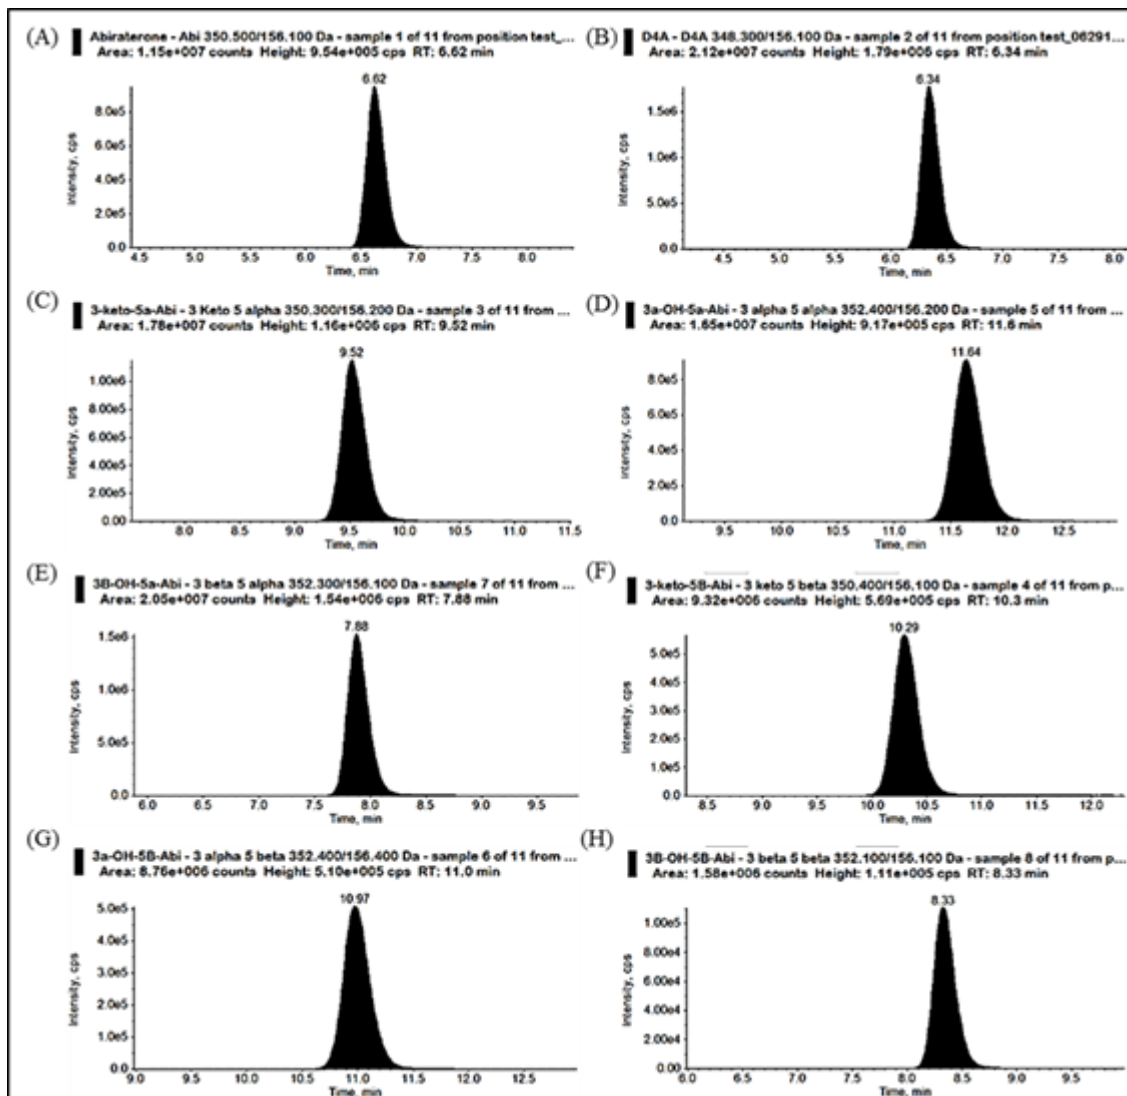 (A)
Abiraterone - Abi 350.500/156.100 Da - sample 1 of 11 from position test_...
Area: 1.15e+007 counts Height: 9.54e+005 cps RT: 6.62 min
6.62
8.0e5
6.0e5
4.0e5
2.0e5
0.0
Intensity, cps
4.5 5.0 5.5 6.0 6.5 7.0 7.5 8.0
Time, min
(B)
D4A - D4A 348.300/156.100 Da - sample 2 of 11 from position test_06291...
Area: 2.12e+007 counts Height: 1.79e+006 cps RT: 6.34 min
6.34
1.5e6
1.0e6
5.0e5
0.0
Intensity, cps
4.5 5.0 5.5 6.0 6.5 7.0 7.5 8.0
Time, min
(C)
3-keto-5a-Abi - 3 Keto 5 alpha 350.300/156.200 Da - sample 3 of 11 from ...
Area: 1.78e+007 counts Height: 1.16e+006 cps RT: 9.52 min
9.52
1.00e6
8.00e5
6.00e5
4.00e5
2.00e5
0.00
Intensity, cps
8.0 8.5 9.0 9.5 10.0 10.5 11.0 11.5
Time, min
(D)
3a-OH-5a-Abi - 3 alpha 5 alpha 352.400/156.200 Da - sample 5 of 11 from ...
Area: 1.65e+007 counts Height: 9.17e+005 cps RT: 11.6 min
11.64
8.0e5
6.0e5
4.0e5
2.0e5
0.0
Intensity, cps
9.5 10.0 10.5 11.0 11.5 12.0 12.5
Time, min
(E)
3B-OH-5a-Abi - 3 beta 5 alpha 352.300/156.100 Da - sample 7 of 11 from ...
Area: 2.05e+007 counts Height: 1.54e+006 cps RT: 7.88 min
7.88
1.5e6
1.0e6
5.0e5
0.0
Intensity, cps
6.0 6.5 7.0 7.5 8.0 8.5 9.0 9.5
Time, min
(F)
3-keto-5B-Abi - 3 keto 5 beta 350.400/156.100 Da - sample 4 of 11 from p...
Area: 9.32e+006 counts Height: 5.69e+005 cps RT: 10.3 min
10.29
5.0e5
4.0e5
3.0e5
2.0e5
1.0e5
0.0
Intensity, cps
8.5 9.0 9.5 10.0 10.5 11.0 11.5 12.0
Time, min
(G)
3a-OH-5B-Abi - 3 alpha 5 beta 352.400/156.400 Da - sample 6 of 11 from ...
Area: 8.76e+006 counts Height: 5.10e+005 cps RT: 11.0 min
10.97
5.0e5
4.0e5
3.0e5
2.0e5
1.0e5
0.0
Intensity, cps
9.0 9.5 10.0 10.5 11.0 11.5 12.0 12.5
Time, min
(H)
3B-OH-5B-Abi - 3 beta 5 beta 352.100/156.100 Da - sample 8 of 11 from p...
Area: 1.58e+006 counts Height: 1.11e+005 cps RT: 8.33 min
8.33
1.0e5
8.0e4
6.0e4
4.0e4
2.0e4
0.0
Intensity, cps
6.0 6.5 7.0 7.5 8.0 8.5 9.0 9.5
Time, min